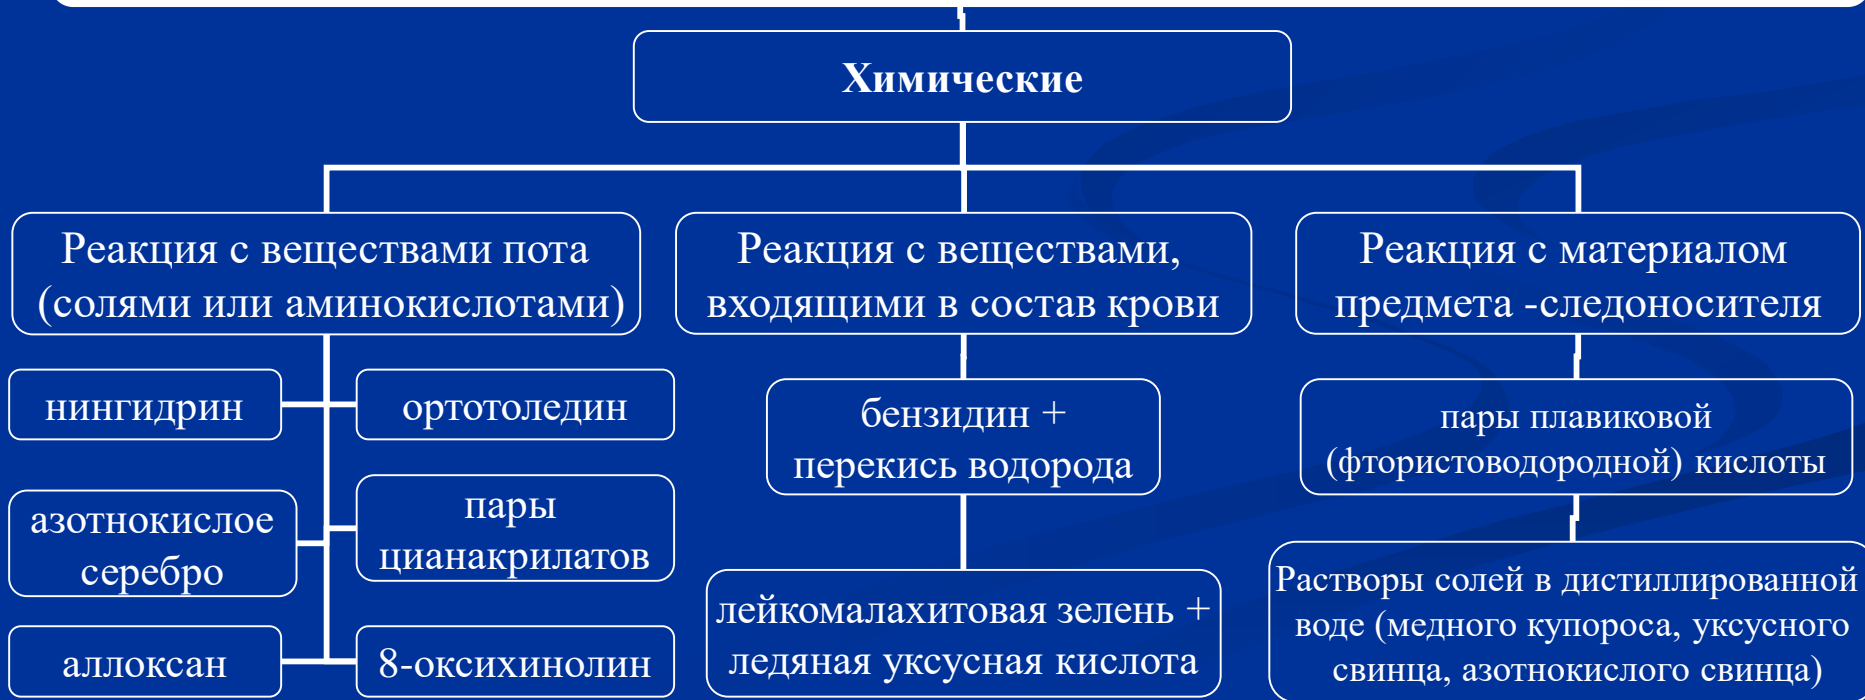 Химические
Реакция с веществами пота
(солями или аминокислотами)
нингидрин
ортотоледин
азотнокислое
серебро
пары
цианакрилатов
аллоксан
8-оксихинолин
Реакция с веществами,
входящими в состав крови
бензидин +
перекись водорода
лейкомалахитовая зелень +
ледяная уксусная кислота
Реакция с материалом
предмета -следоносителя
пары плавиковой
(фтористоводородной) кислоты
Растворы солей в дистиллированной
воде (медного купороса, уксусного
свинца, азотнокислого свинца)